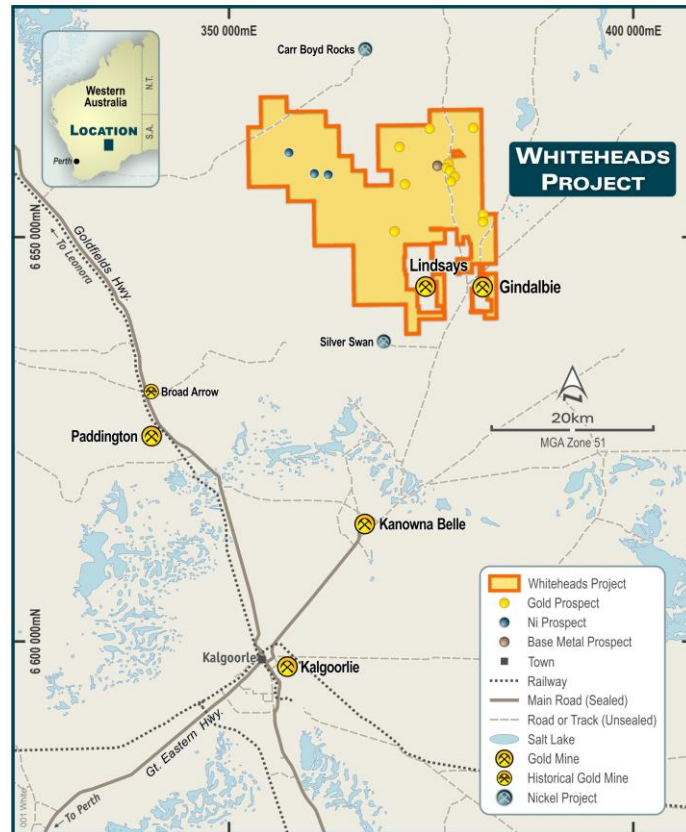 350 000mE
400 000mE
Carr Boyd Rocks
Western
Australia
N.T.
S.A.
LOCATION
Perth
WHITEHEADS
PROJECT
6 650 000mN
To Leonora
Goldfields Hwy.
Lindsays
Gindalbie
Silver Swan
Broad Arrow
Paddington
20km
MGA Zone 51
Kanowna Belle
6 600 000mN
Kalgoorle
Kalgoorlie
Gt. Eastern Hwy.
To Perth
Whiteheads Project
Gold Prospect
Ni Prospect
Base Metal Prospect
Town
Railway
Main Road (Sealed)
Road or Track (Unsealed)
Salt Lake
Gold Mine
Historical Gold Mine
Nickel Project
001 White